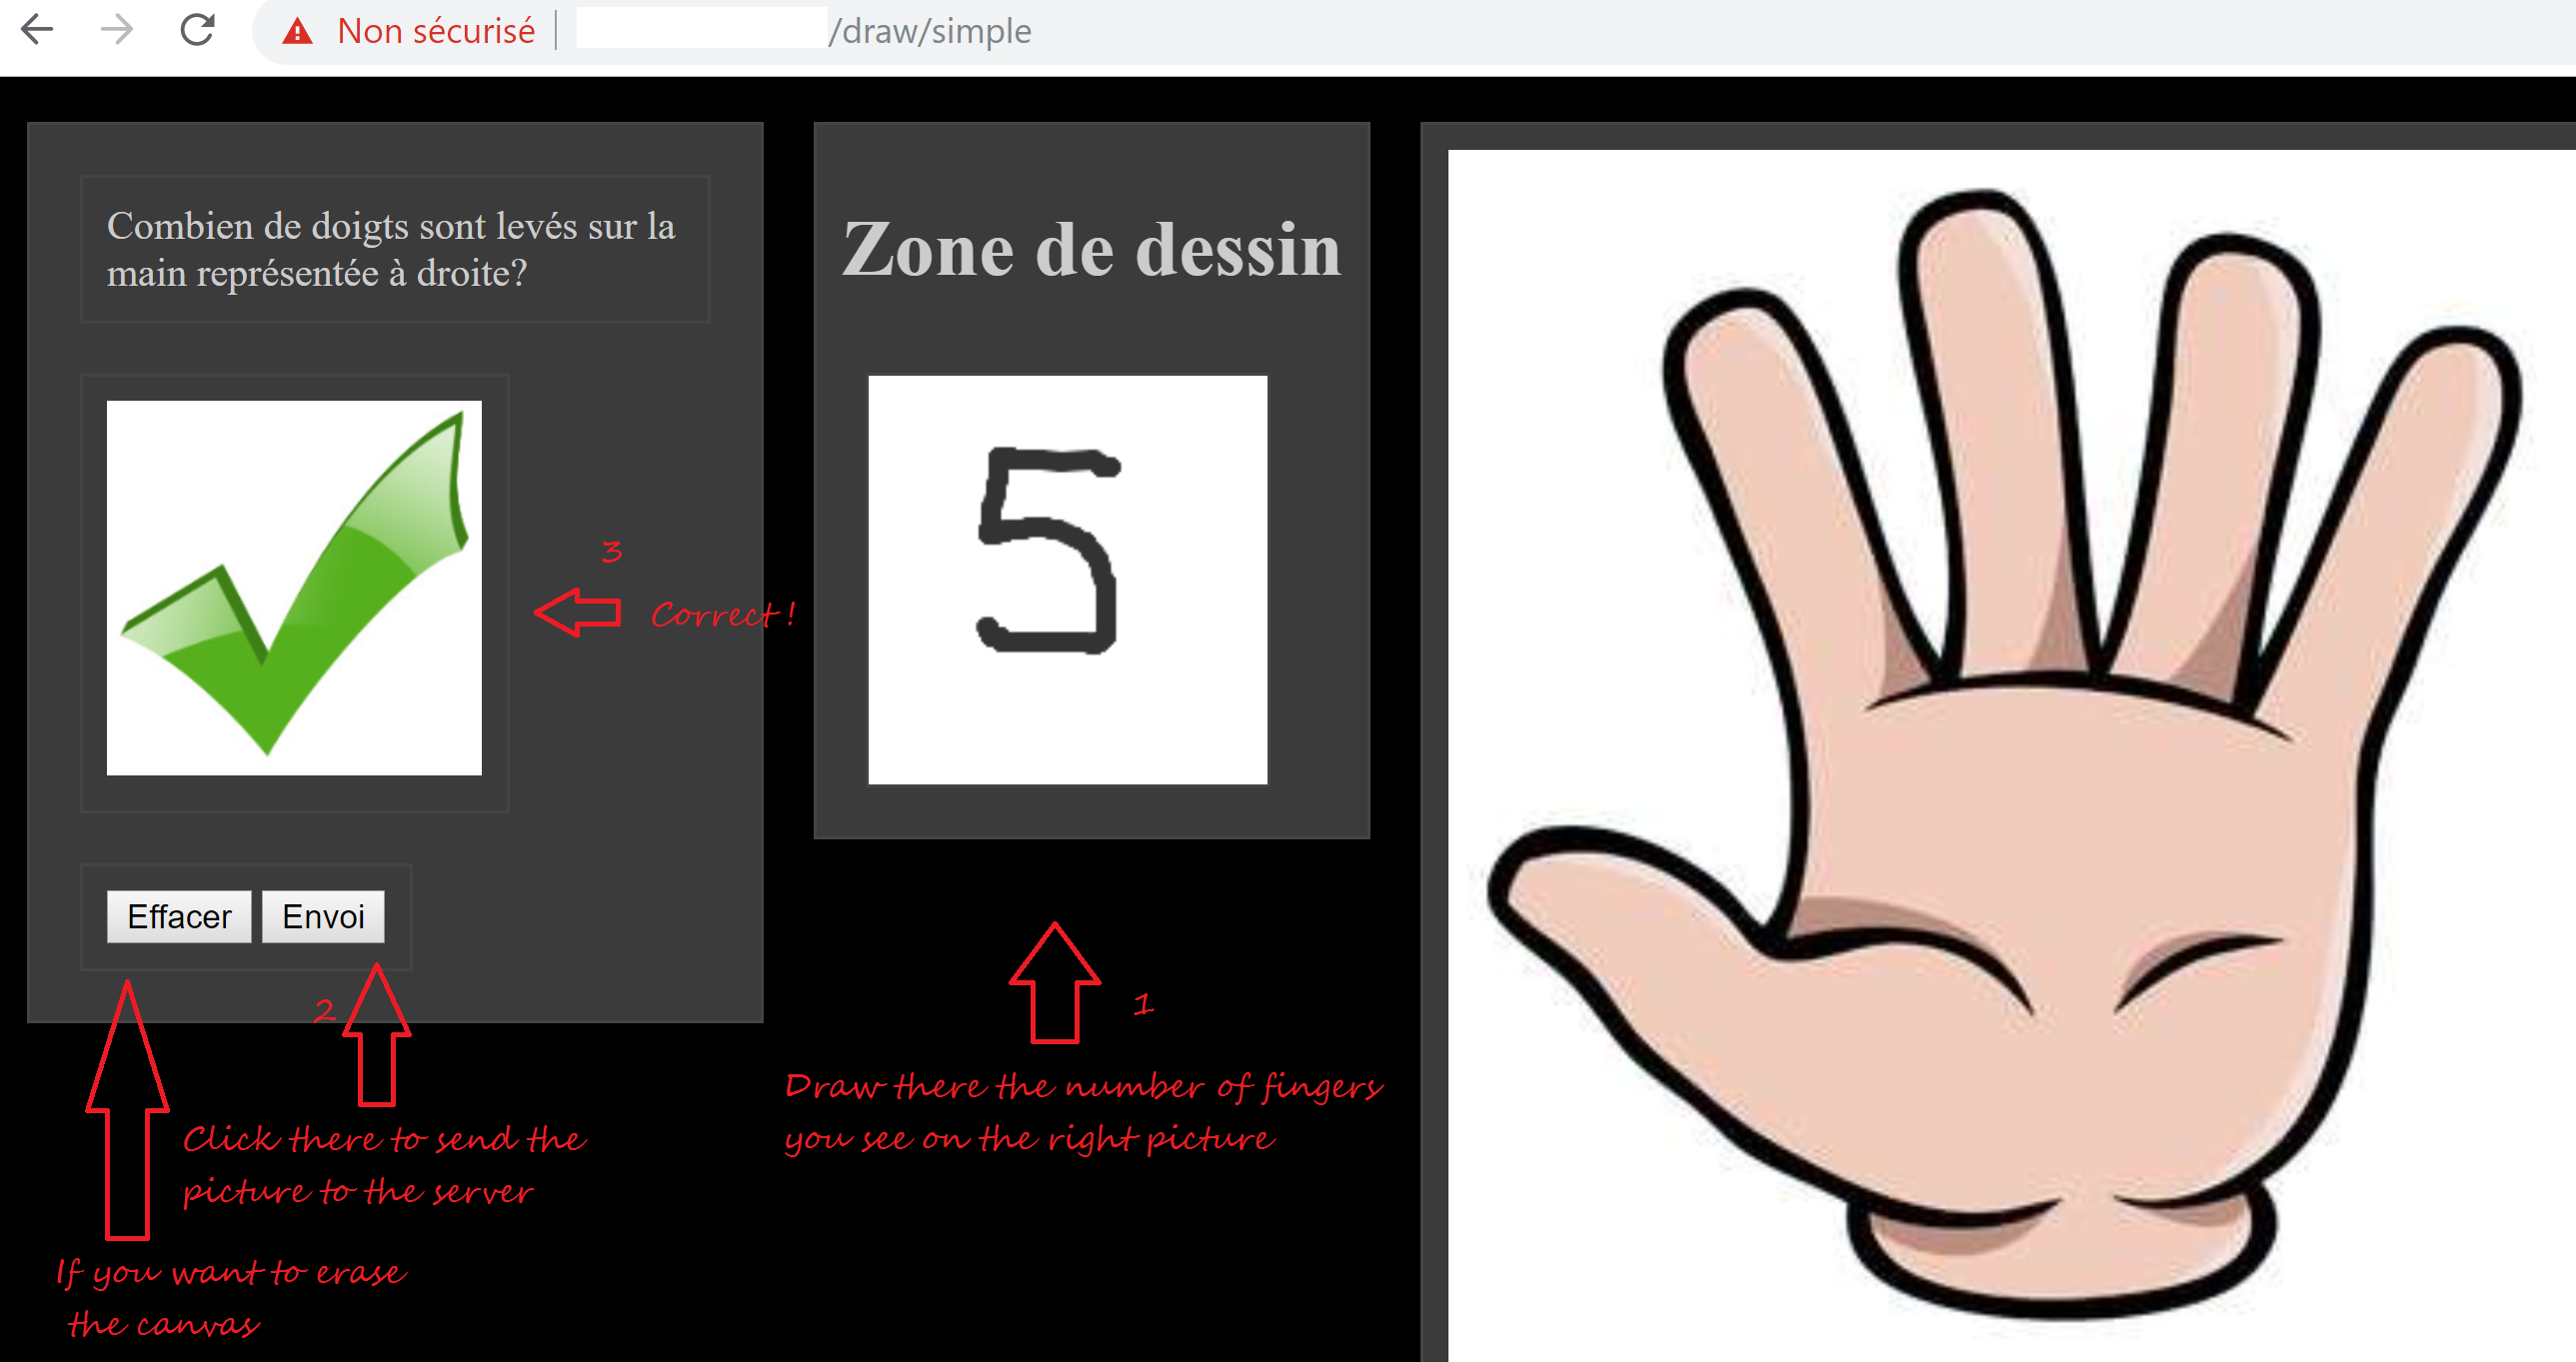 Non sécurisé
/draw/simple
Combien de doigts sont levés sur la
main représentée à droite?
3
Correct !
Effacer
Envoi
2
Click there to send the
picture to the server
If you want to erase
the canvas
Zone de dessin
5
1
Draw there the number of fingers
you see on the right picture